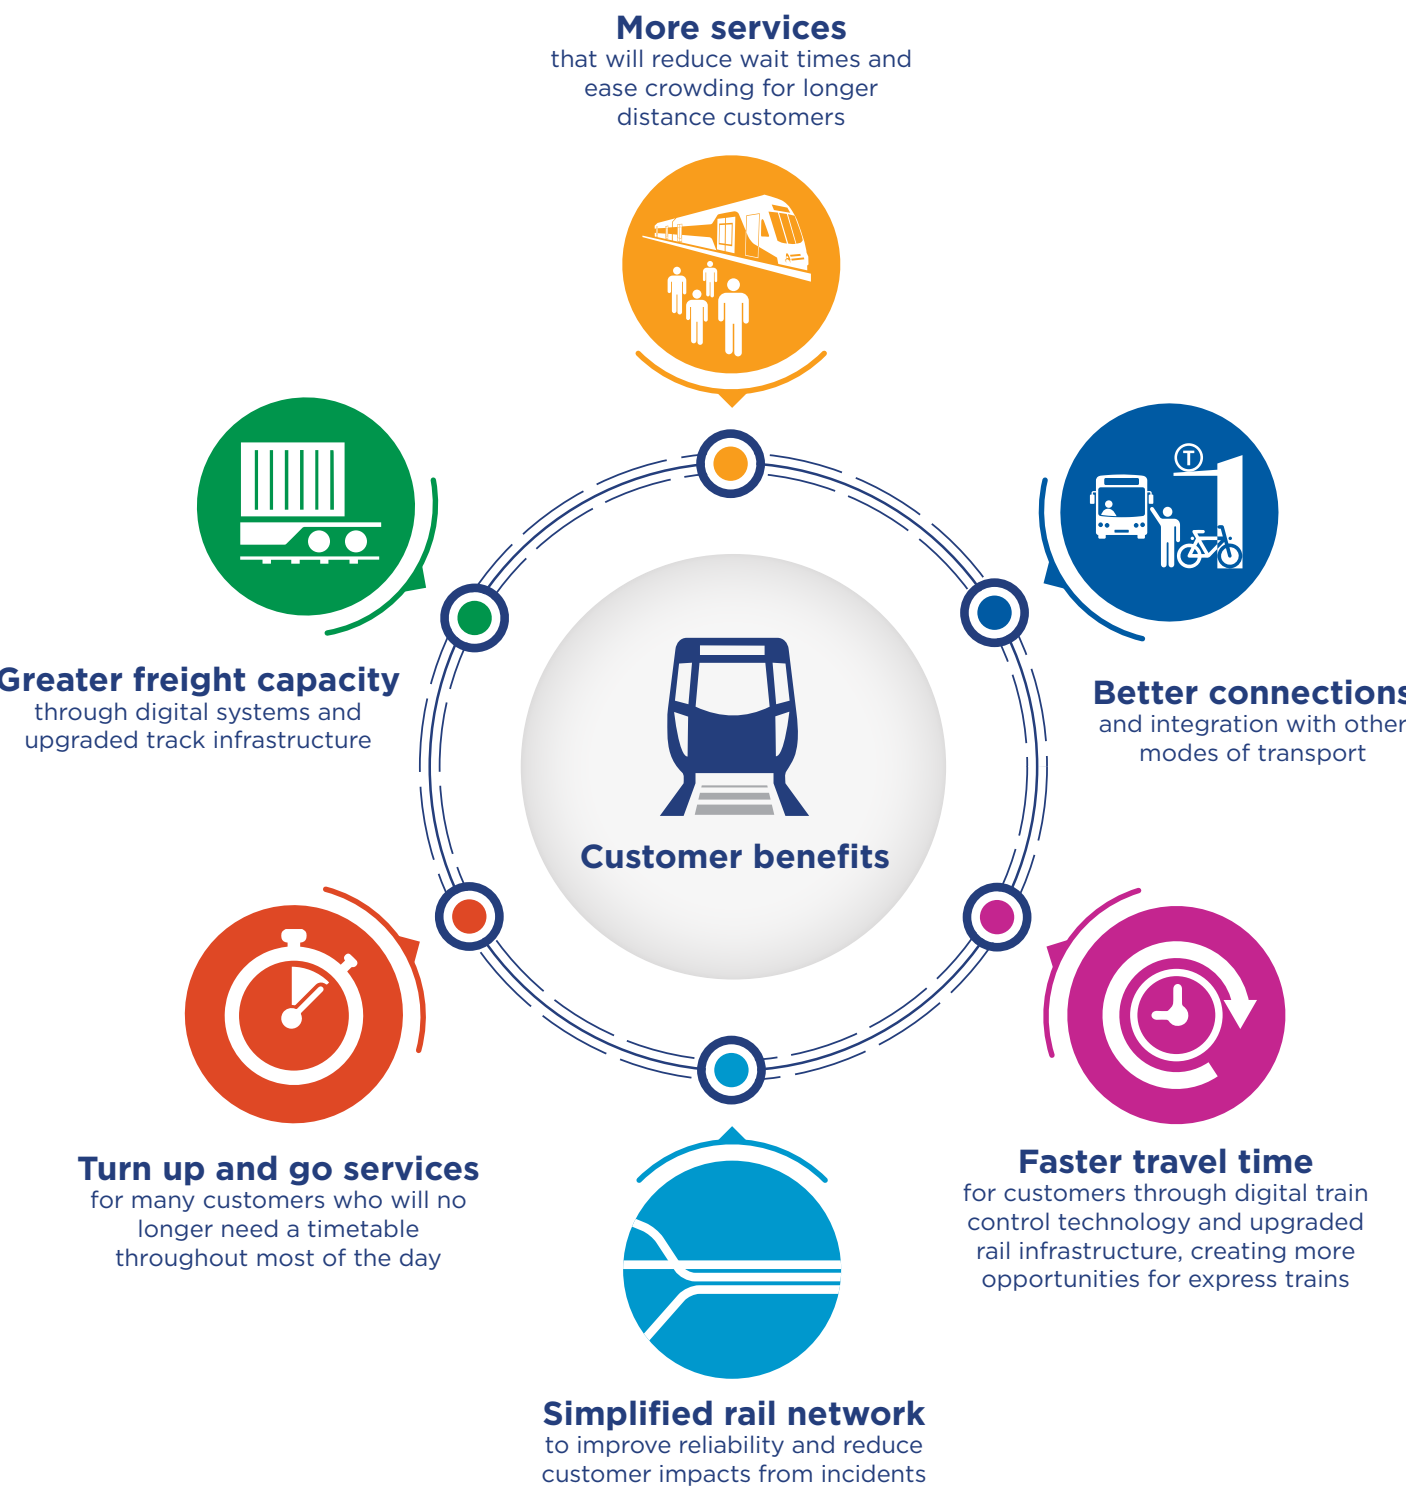 More services
that will reduce wait times and
ease crowding for longer
distance customers
T
Better connections
and integration with other
modes of transport
Faster travel time
for customers through digital train
control technology and upgraded
rail infrastructure, creating more
opportunities for express trains
Simplified rail network
to improve reliability and reduce
customer impacts from incidents
Turn up and go services
for many customers who will no
longer need a timetable
throughout most of the day
Greater freight capacity
through digital systems and
upgraded track infrastructure
Customer benefits